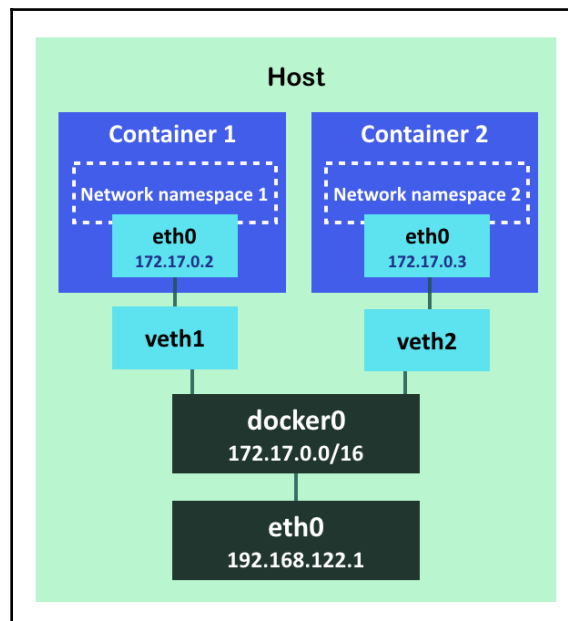 Host
Container 1
Network namespace 1
eth0
172.17.0.2
veth1
Container 2
Network namespace 2
eth0
172.17.0.3
veth2
docker0
172.17.0.0/16
eth0
192.168.122.1